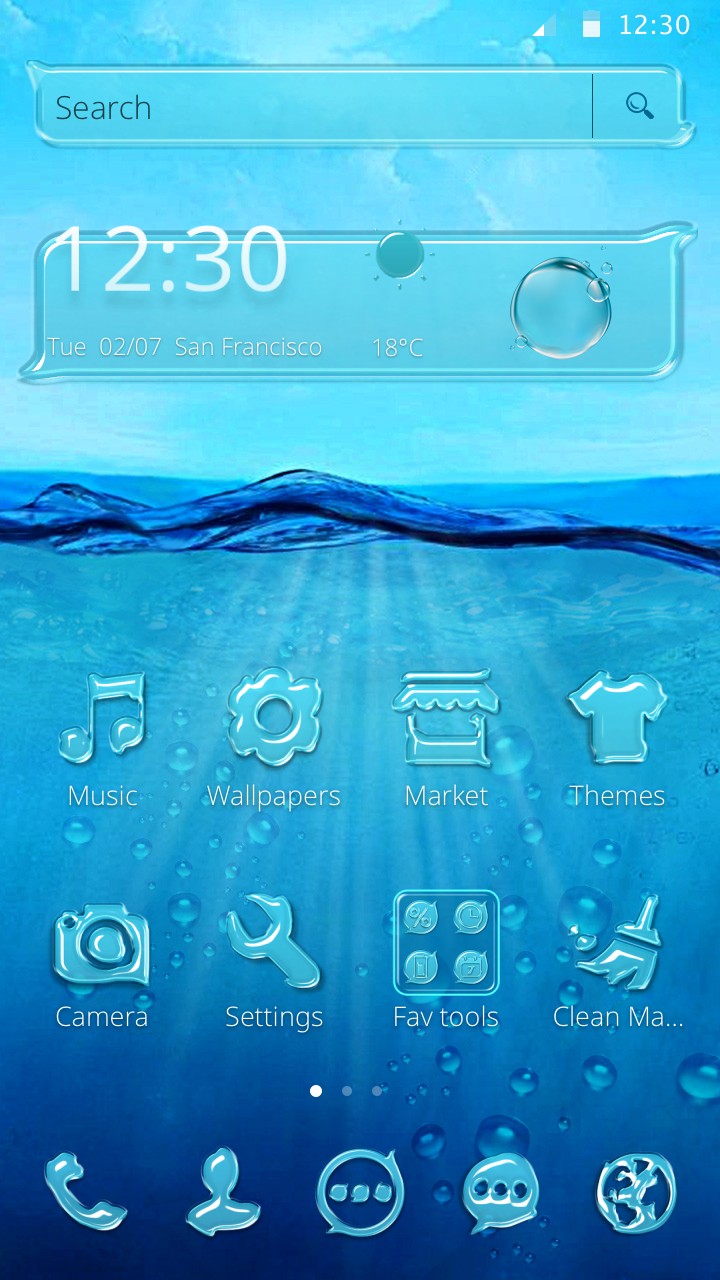 12:30
Search
12:30
Tue 02/07 San Francisco 18°C
Music Wallpapers Market Themes
%
7
Camera Settings Fav tools Clean Ma...